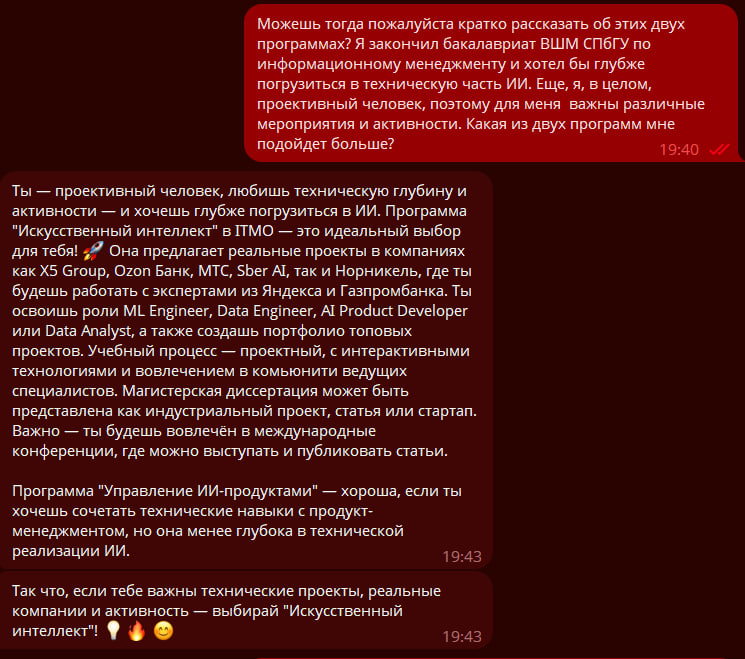 Можешь тогда пожалуйста кратко рассказать об этих двух
программах? Я закончил бакалавриат ВШМ СПбГУ по
информационному менеджменту и хотел бы глубже
погрузиться в техническую часть ИИ. Еще, я, в целом,
проективный человек, поэтому для меня  важны различные
мероприятия и активности. Какая из двух программ мне
подойдет больше?
19:40
Ты — проективный человек, любишь техническую глубину и
активности — и хочешь глубже погрузиться в ИИ. Программа
"Искусственный интеллект" в ITMO — это идеальный выбор
для тебя! 🚀 Она предлагает реальные проекты в компаниях
как X5 Group, Ozon Банк, МТС, Sber AI, так и Норникель, где ты
будешь работать с экспертами из Яндекса и Газпромбанка. Ты
освоишь роли ML Engineer, Data Engineer, AI Product Developer
или Data Analyst, а также создашь портфолио топовых
проектов. Учебный процесс — проектный, с интерактивными
технологиями и вовлечением в комьюнити ведущих
специалистов. Магистерская диссертация может быть
представлена как индустриальный проект, статья или стартап.
Важно — ты будешь вовлечён в международные
конференции, где можно выступать и публиковать статьи.
Программа "Управление ИИ-продуктами" — хороша, если ты
хочешь сочетать технические навыки с продукт-
менеджментом, но она менее глубока в технической
реализации ИИ.
19:43
Так что, если тебе важны технические проекты, реальные
компании и активность — выбирай "Искусственный
интеллект"! 💡 🔥 😊
19:43